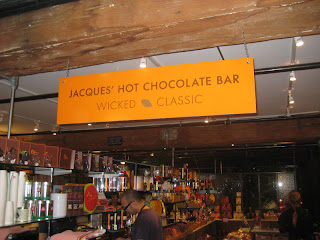 JACQUES' HOT CHOCOLATE BAR
WICKED CLASSIC